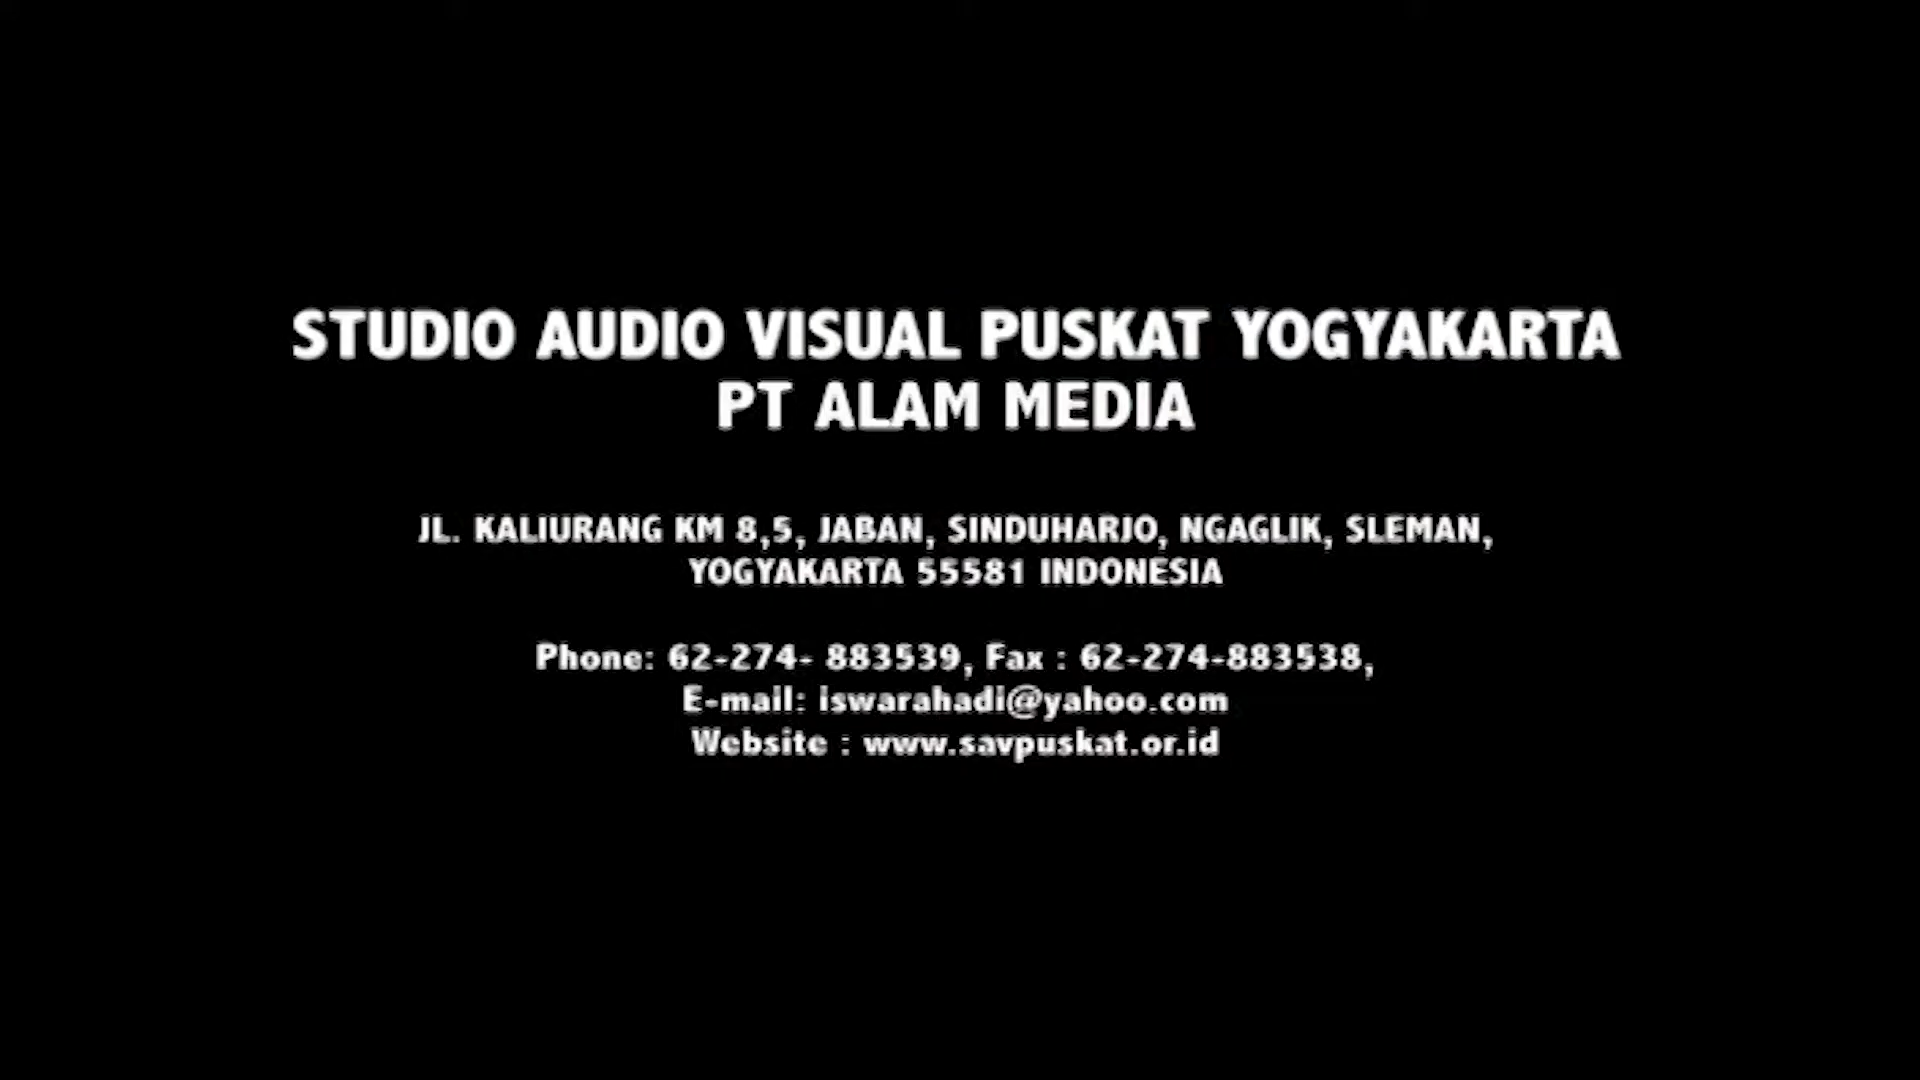 STUDIO AUDIO VISUAL PUSKAT YOGYAKARTA
PT ALAM MEDIA
JL. KALIURANG KM 8,5, JABAN, SINDUHARJO, NGAGLIK, SLEMAN,
YOGYAKARTA 55581 INDONESIA
Phone: 62-274- 883539, Fax : 62-274-883538,
E-mail: iswarahadi@yahoo.com
Website : www.savpuskat.or.id